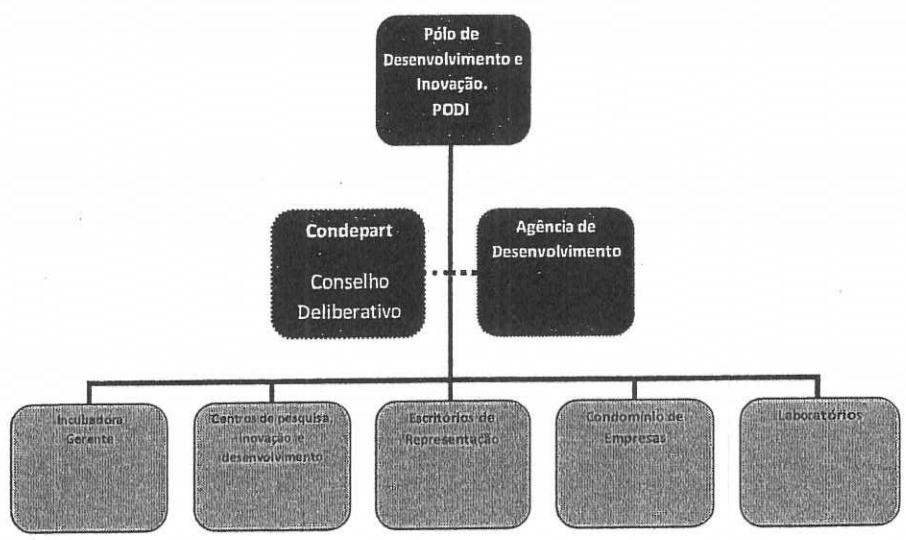 Pólo de
Desenvolvimento e
Inovação.
PODI
Condepart
Conselho
Deliberativo
Agência de
Desenvolvimento
Incubadora
Gerente
Centros de pesquisa
inovação e
desenvolvimento
Escritórios de
Representação
Condomínio de
Empresas
Laboratórios